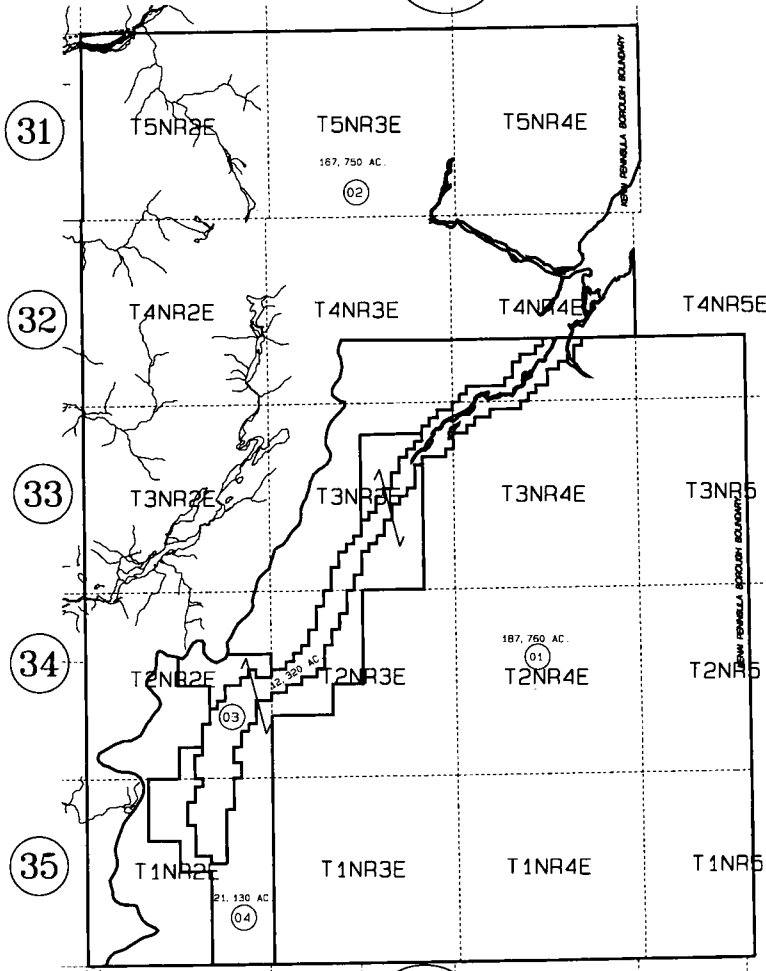 31
T5NR2E
T5NR3E
T5NR4E
167,750 AC.
02
KENAI PENINSULA BOROUGH BOUNDARY
32
T4NR2E
T4NR3E
T4NR4E
T4NR5E
33
T3NR2E
T3NR3E
T3NR4E
T3NR5
KENAI PENINSULA BOROUGH BOUNDARY
34
T2NR2E
12,320 AC
T2NR3E
187,760 AC.
01
T2NR4E
T2NR5
03
35
T1NR2E
T1NR3E
T1NR4E
T1NR5
21,130 AC
04